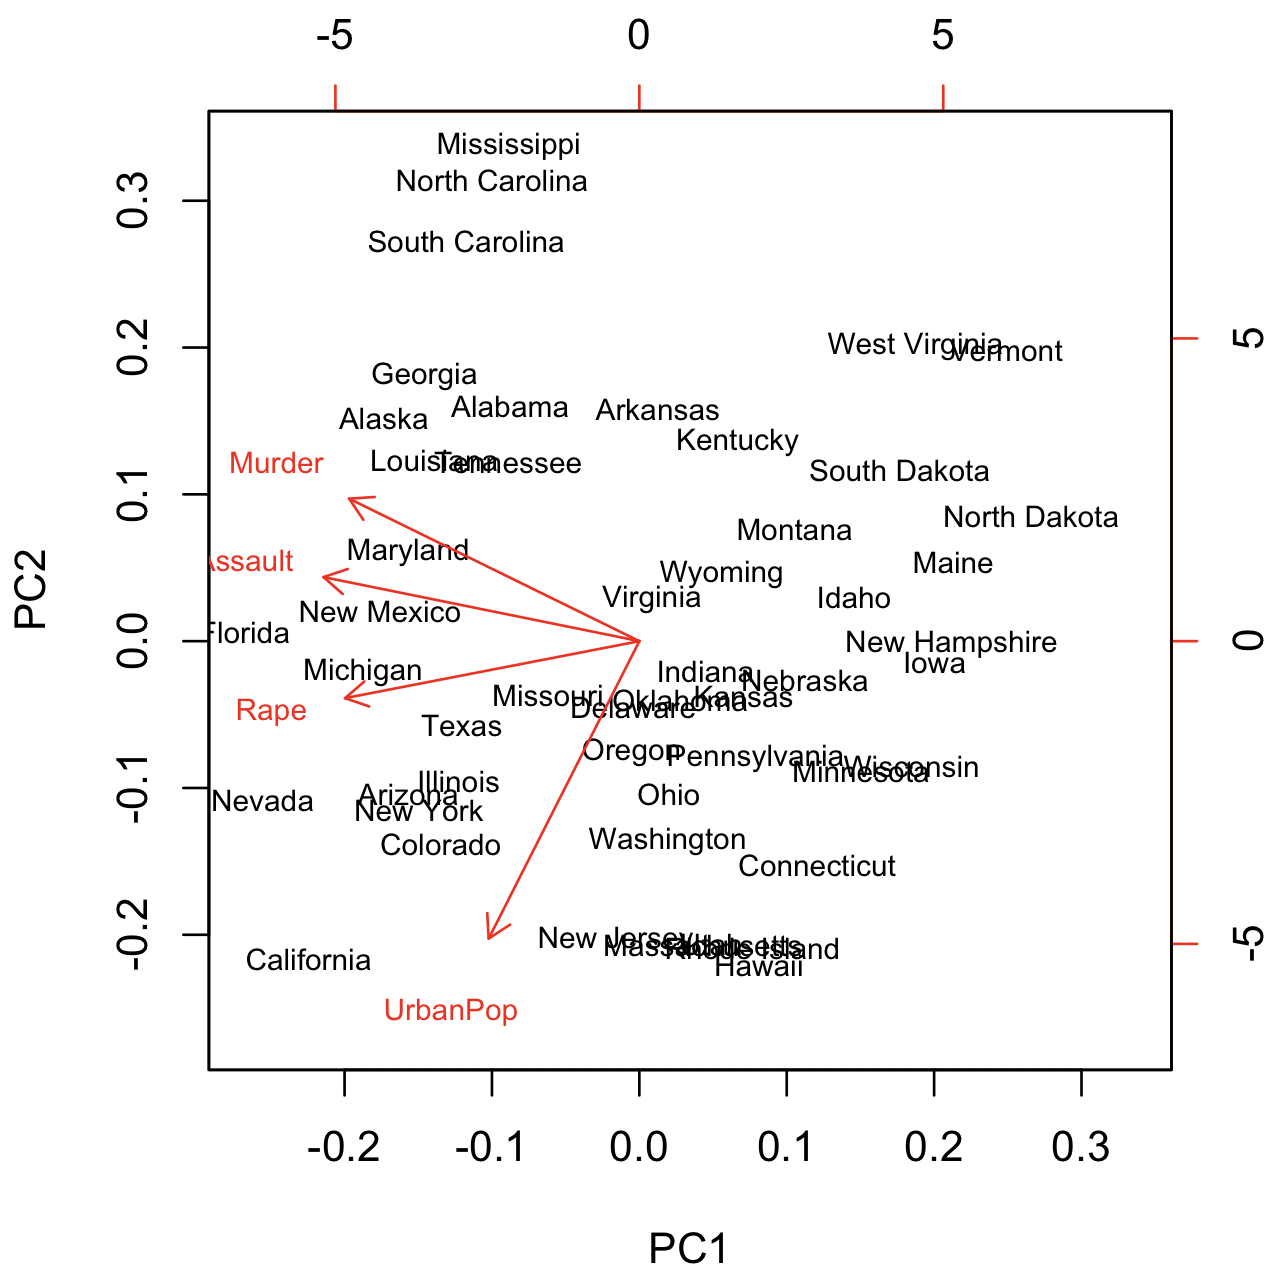 -5 0 5
Mississippi
North Carolina
0.3
South Carolina
5
0.2
West Virginia
Vermont
Georgia
Alabama
Arkansas
Alaska
Kentucky
Murder
Louisiana
Tennessee
South Dakota
0.1
North Dakota
Montana
Maryland
Assault
Maine
Wyoming
PC2
New Mexico
Virginia
Idaho
Florida
0.0
New Hampshire
0
Iowa
Michigan
Indiana
Nebraska
Missouri
Oklahoma
Kansas
Delaware
Rape
Texas
Oregon
Pennsylvania
Wisconsin
Minnesota
Illinois
Arizona
Ohio
-0.1
Nevada
New York
Washington
Colorado
Connecticut
-0.2
New Jersey
Massachusetts
Rhode Island
-5
California
Hawaii
UrbanPop
-0.2 -0.1 0.0 0.1 0.2 0.3
PC1